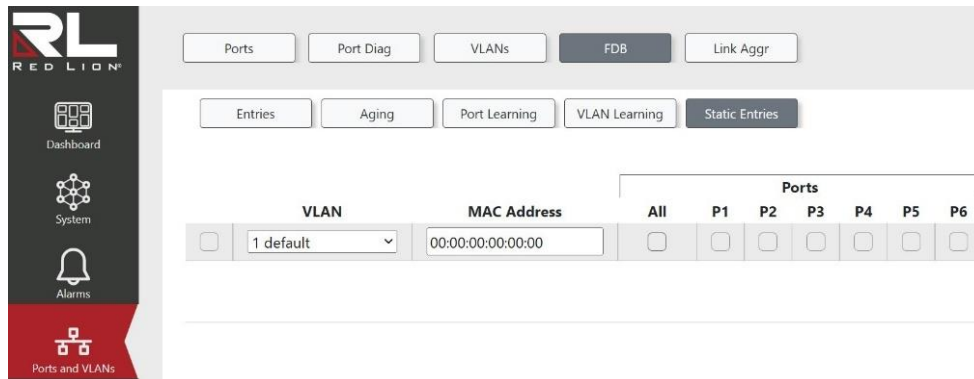 RL
RED LION®
Ports Port Diag VLANs FDB Link Aggr
Entries Aging Port Learning VLAN Learning Static Entries
Dashboard
System
Alarms
Ports and VLANs
Ports
VLAN MAC Address All P1 P2 P3 P4 P5 P6
1 default 00:00:00:00:00:00